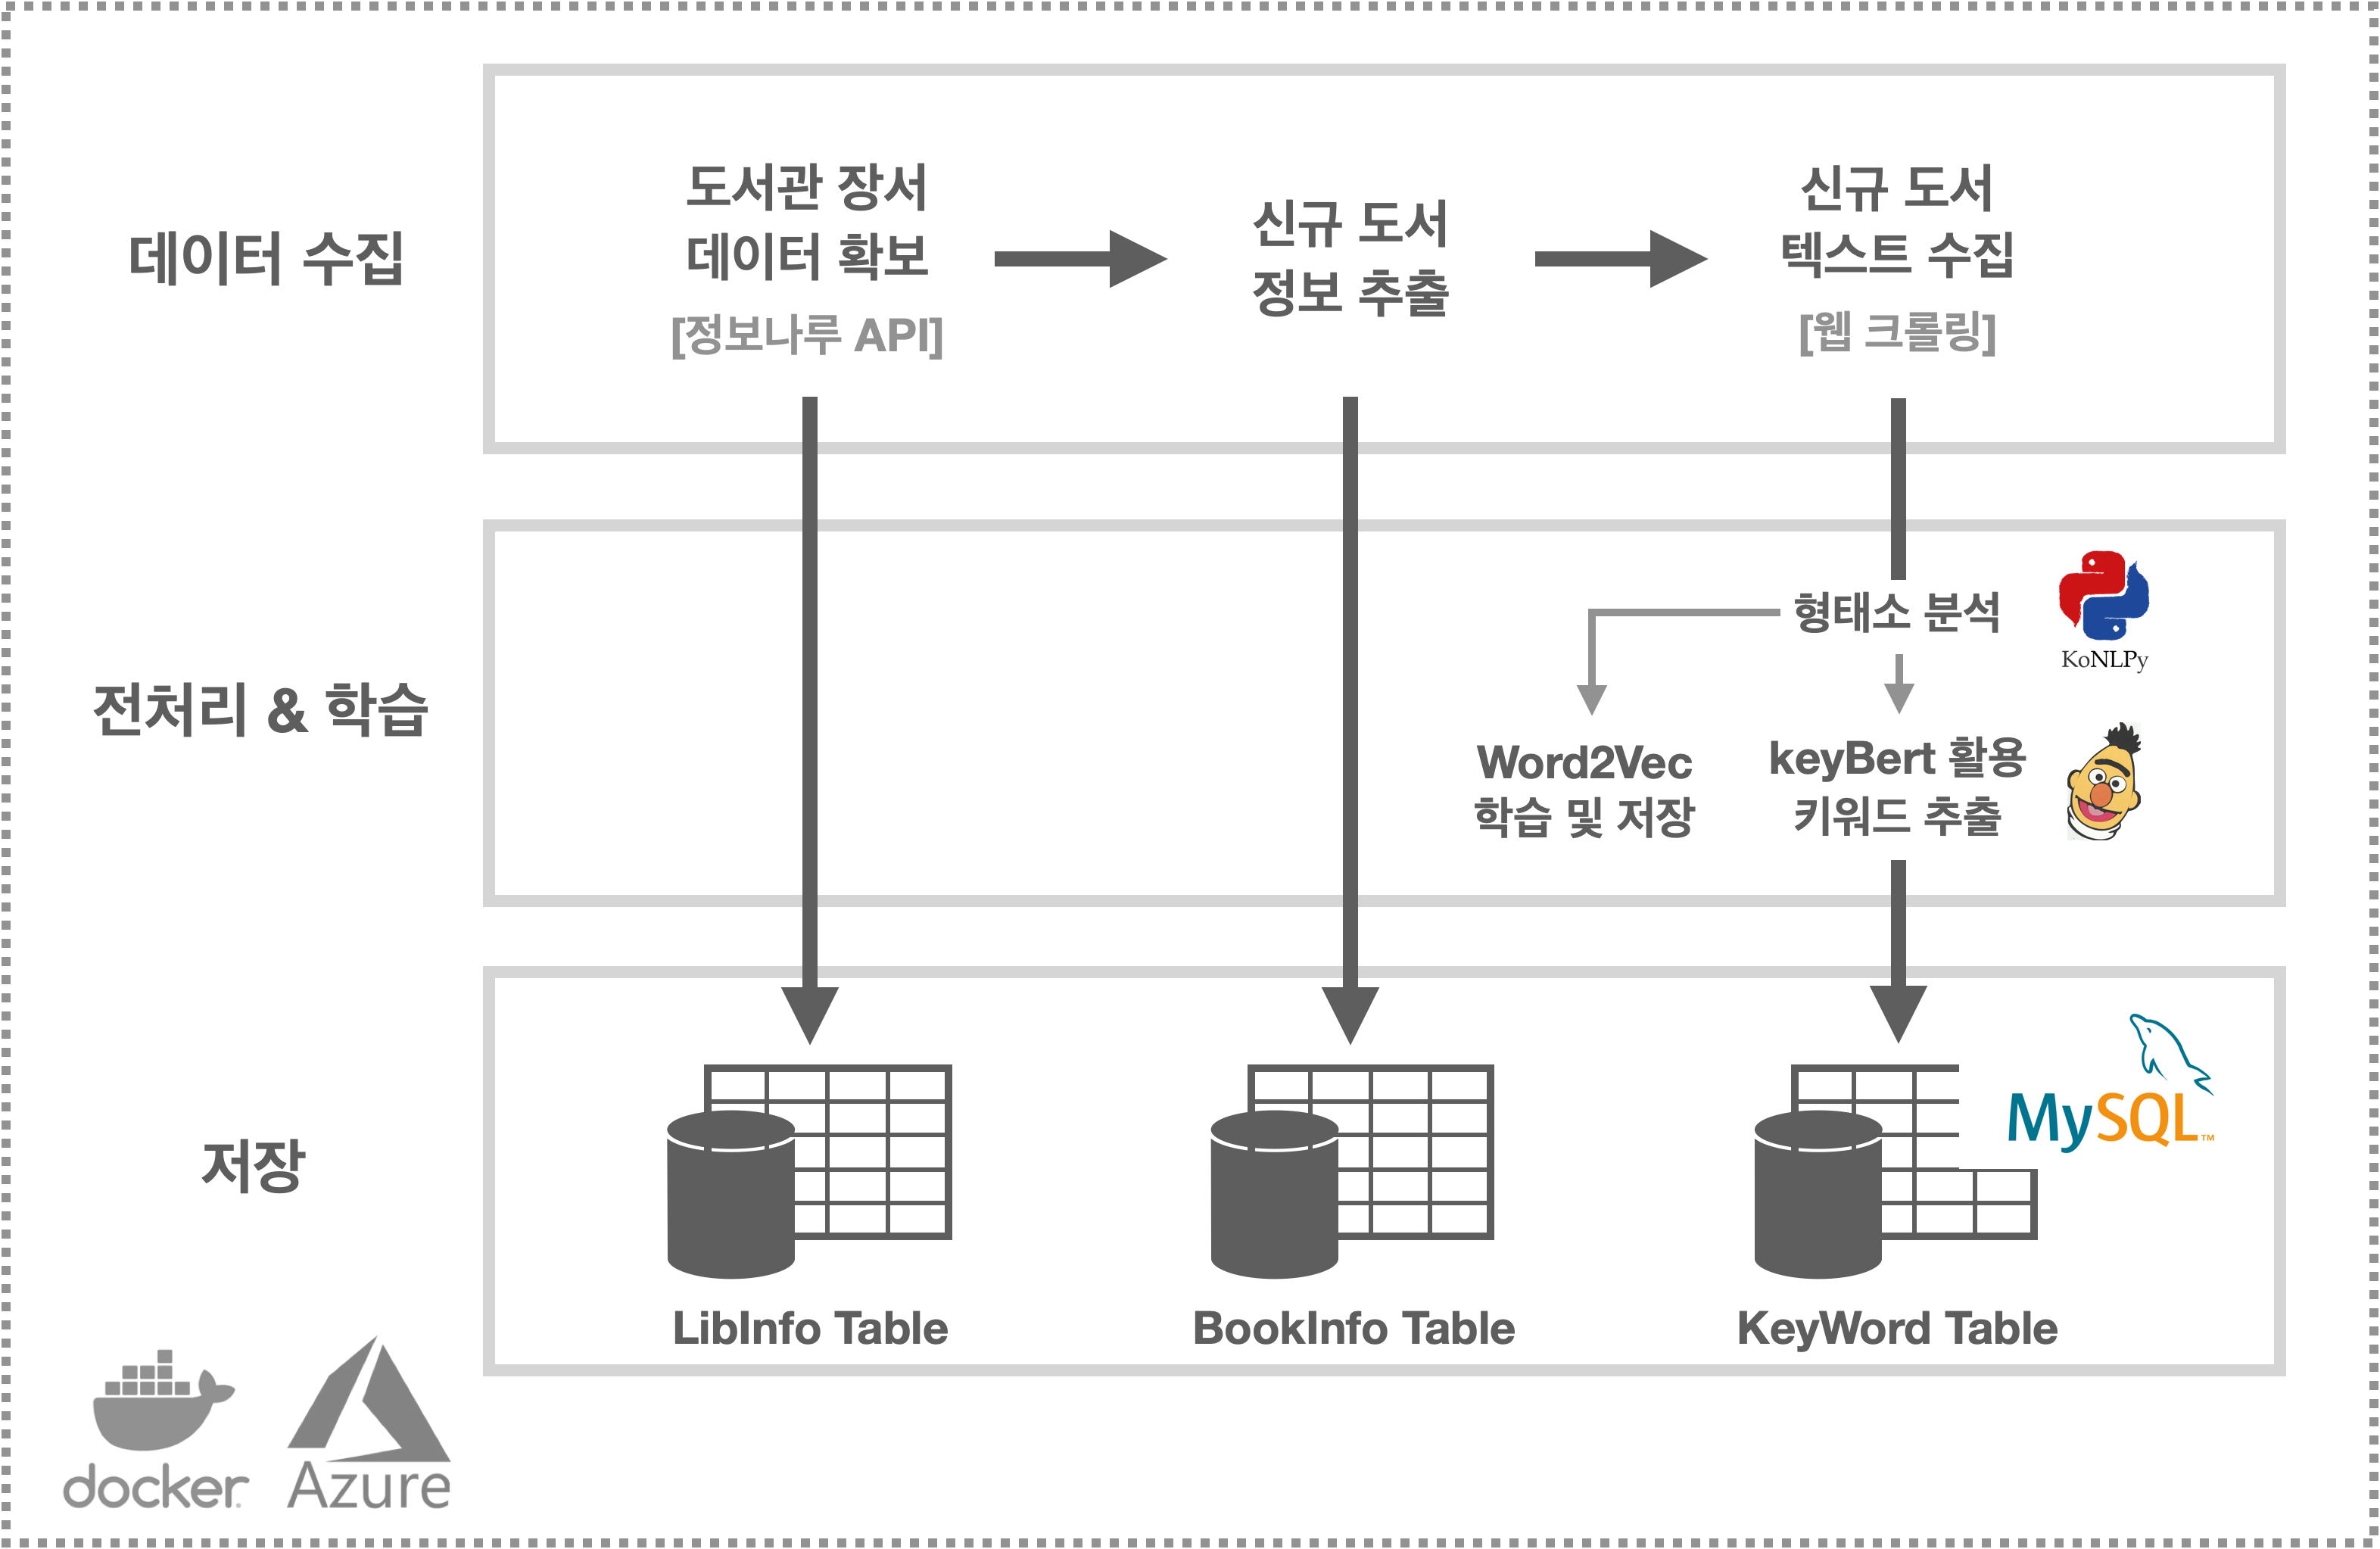 데이터 수집
도서관 장서
데이터 확보
[정보나루 API]
신규 도서
정보 추출
신규 도서
텍스트 수집
[웹 크롤링]
전처리 & 학습
형태소 분석
KoNLPy
Word2Vec
학습 및 저장
keyBert 활용
키워드 추출
저장
MySQL™
LibInfo Table
BookInfo Table
KeyWord Table
docker
Azure